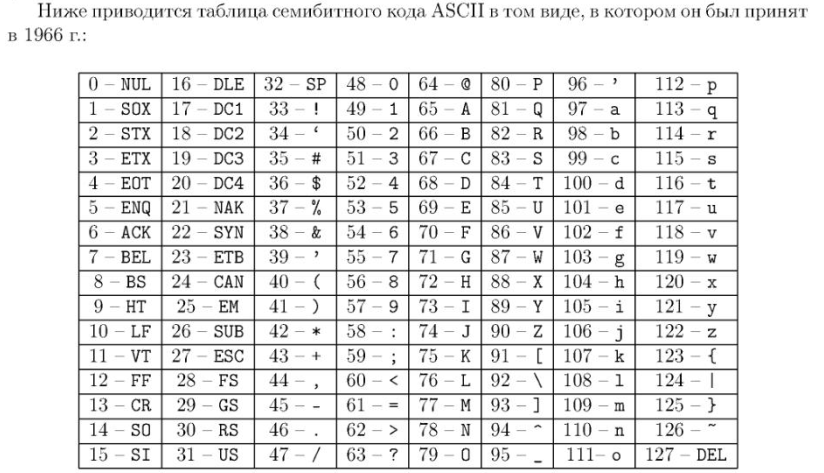 Ниже приводится таблица семибитного кода ASCII в том виде, в котором он был принят
в 1966 г.:
0 – NUL 16 – DLE 32 – SP 48 – 0 64 – @ 80 – P 96 – ’ 112 – p
1 – SOX 17 – DC1 33 – ! 49 – 1 65 – A 81 – Q 97 – a 113 – q
2 – STX 18 – DC2 34 – ‘ 50 – 2 66 – B 82 – R 98 – b 114 – r
3 – ETX 19 – DC3 35 – # 51 – 3 67 – C 83 – S 99 – c 115 – s
4 – EOT 20 – DC4 36 – $ 52 – 4 68 – D 84 – T 100 – d 116 – t
5 – ENQ 21 – NAK 37 – % 53 – 5 69 – E 85 – U 101 – e 117 – u
6 – ACK 22 – SYN 38 – & 54 – 6 70 – F 86 – V 102 – f 118 – v
7 – BEL 23 – ETB 39 – ’ 55 – 7 71 – G 87 – W 103 – g 119 – w
8 – BS 24 – CAN 40 – ( 56 – 8 72 – H 88 – X 104 – h 120 – x
9 – HT 25 – EM 41 – ) 57 – 9 73 – I 89 – Y 105 – i 121 – y
10 – LF 26 – SUB 42 – * 58 – : 74 – J 90 – Z 106 – j 122 – z
11 – VT 27 – ESC 43 – + 59 – ; 75 – K 91 – [ 107 – k 123 – {
12 – FF 28 – FS 44 – , 60 – < 76 – L 92 – \ 108 – l 124 – |
13 – CR 29 – GS 45 – - 61 – = 77 – M 93 – ] 109 – m 125 – }
14 – SO 30 – RS 46 – . 62 – > 78 – N 94 – ^ 110 – n 126 – ~
15 – SI 31 – US 47 – / 63 – ? 79 – O 95 – _ 111– o 127 – DEL